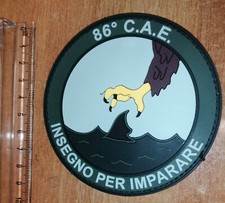 86° C.A.E.
INSEGNO PER IMPARARE